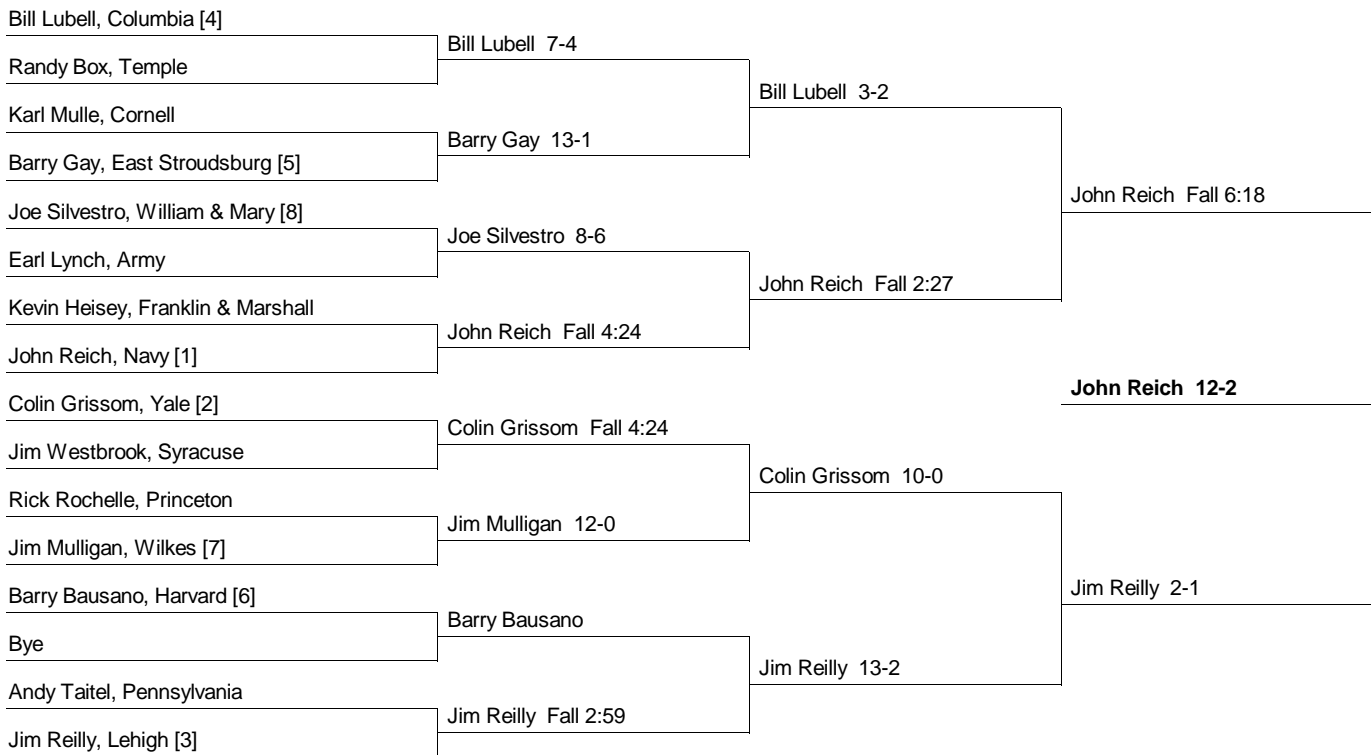 Bill Lubell, Columbia [4]
Randy Box, Temple
Karl Mulle, Cornell
Barry Gay, East Stroudsburg [5]
Joe Silvestro, William & Mary [8]
Earl Lynch, Army
Kevin Heisey, Franklin & Marshall
John Reich, Navy [1]
Colin Grissom, Yale [2]
Jim Westbrook, Syracuse
Rick Rochelle, Princeton
Jim Mulligan, Wilkes [7]
Barry Bausano, Harvard [6]
Bye
Andy Taitel, Pennsylvania
Jim Reilly, Lehigh [3]
Bill Lubell 7-4
Barry Gay 13-1
Joe Silvestro 8-6
John Reich Fall 4:24
Colin Grissom Fall 4:24
Jim Mulligan 12-0
Barry Bausano
Jim Reilly Fall 2:59
Bill Lubell 3-2
John Reich Fall 2:27
Colin Grissom 10-0
Jim Reilly 13-2
John Reich Fall 6:18
Jim Reilly 2-1
John Reich 12-2